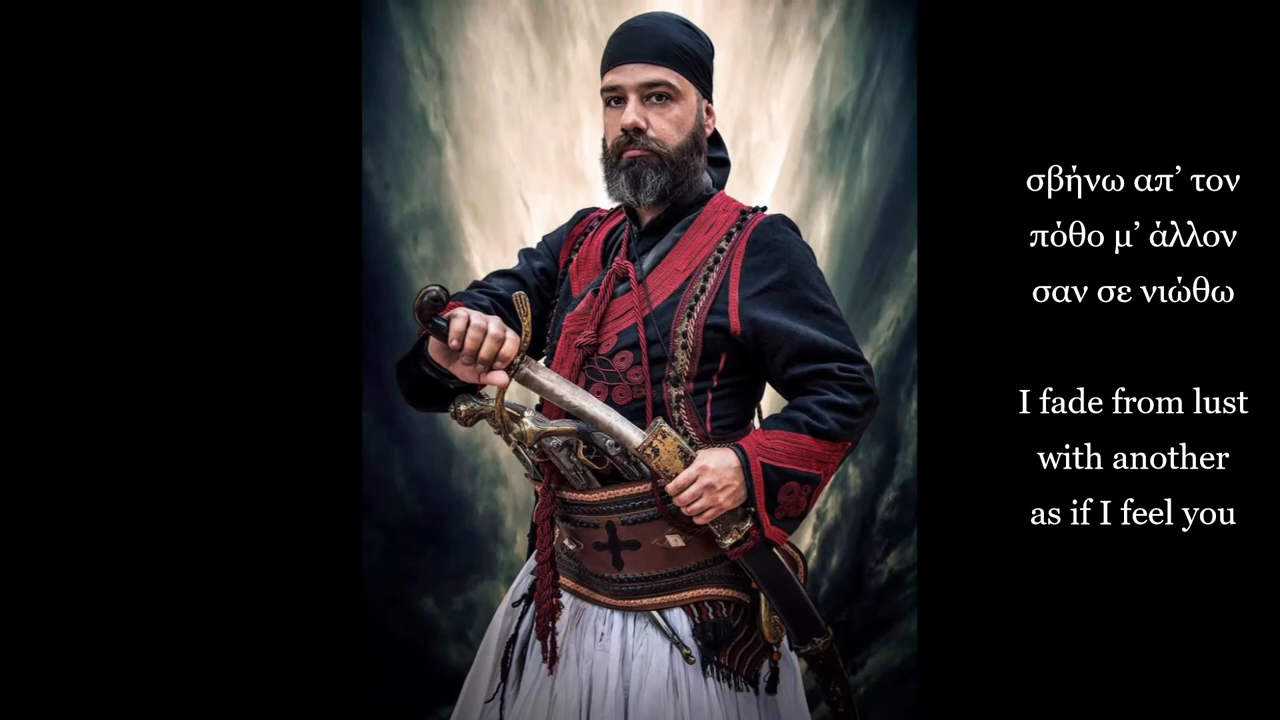 σβήνω απ’ τον
πόθο μ’ άλλον
σαν σε νιώθω
I fade from lust
with another
as if I feel you